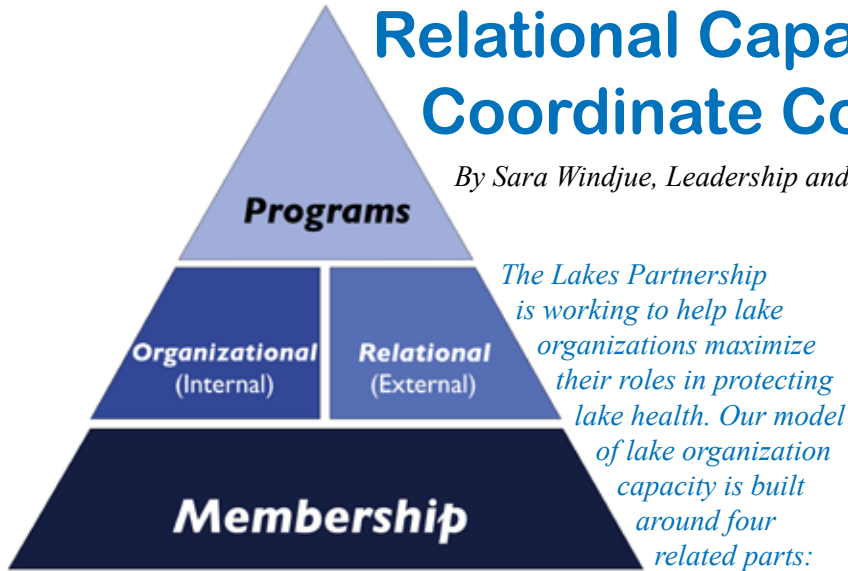 Relational Capa
Coordinate Co
By Sara Windjue, Leadership and
Programs
The Lakes Partnership
is working to help lake
organizations maximize
their roles in protecting
lake health. Our model
of lake organization
capacity is built
around four
related parts:
Organizational
(Internal)
Relational
(External)
Membership